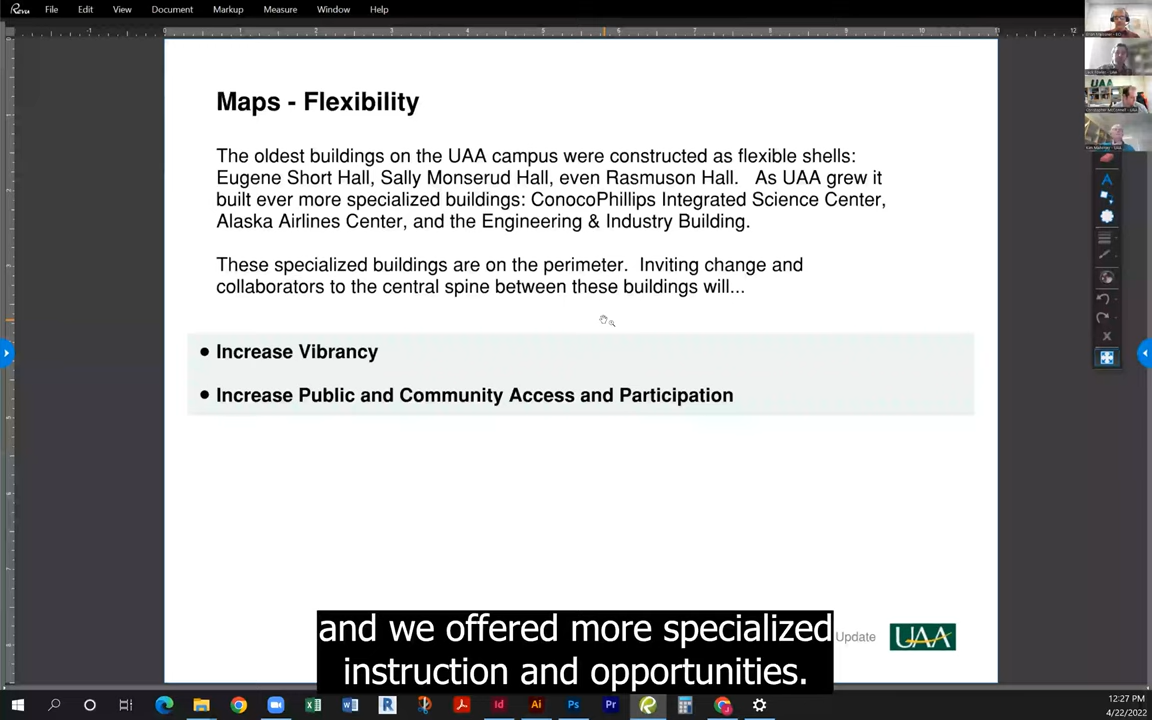 Revu File Edit View Document Markup Measure Window Help
Maps - Flexibility
The oldest buildings on the UAA campus were constructed as flexible shells:
Eugene Short Hall, Sally Monserud Hall, even Rasmuson Hall. As UAA grew it
built ever more specialized buildings: ConocoPhillips Integrated Science Center,
Alaska Airlines Center, and the Engineering & Industry Building.
These specialized buildings are on the perimeter. Inviting change and
collaborators to the central spine between these buildings will...
• Increase Vibrancy
• Increase Public and Community Access and Participation
Update UAA
and we offered more specialized
instruction and opportunities.
12:27 PM
4/22/2022